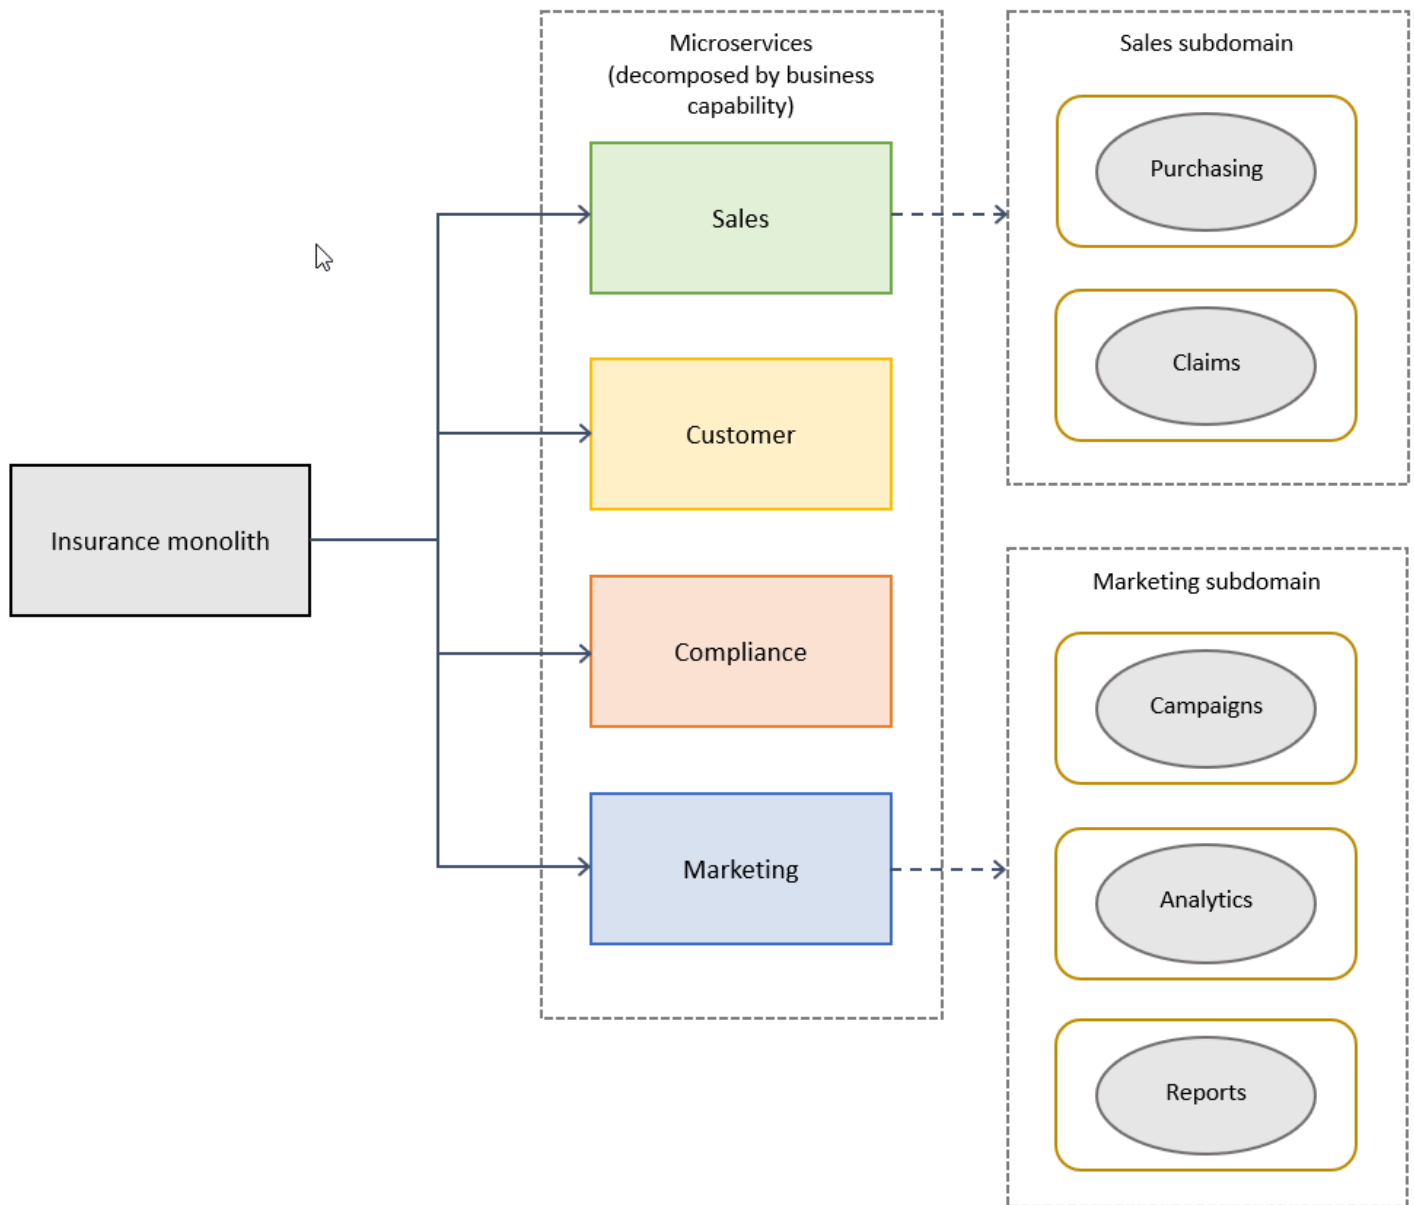 Microservices
(decomposed by business
capability)
Sales
Customer
Compliance
Marketing
Insurance monolith
Sales subdomain
Purchasing
Claims
Marketing subdomain
Campaigns
Analytics
Reports